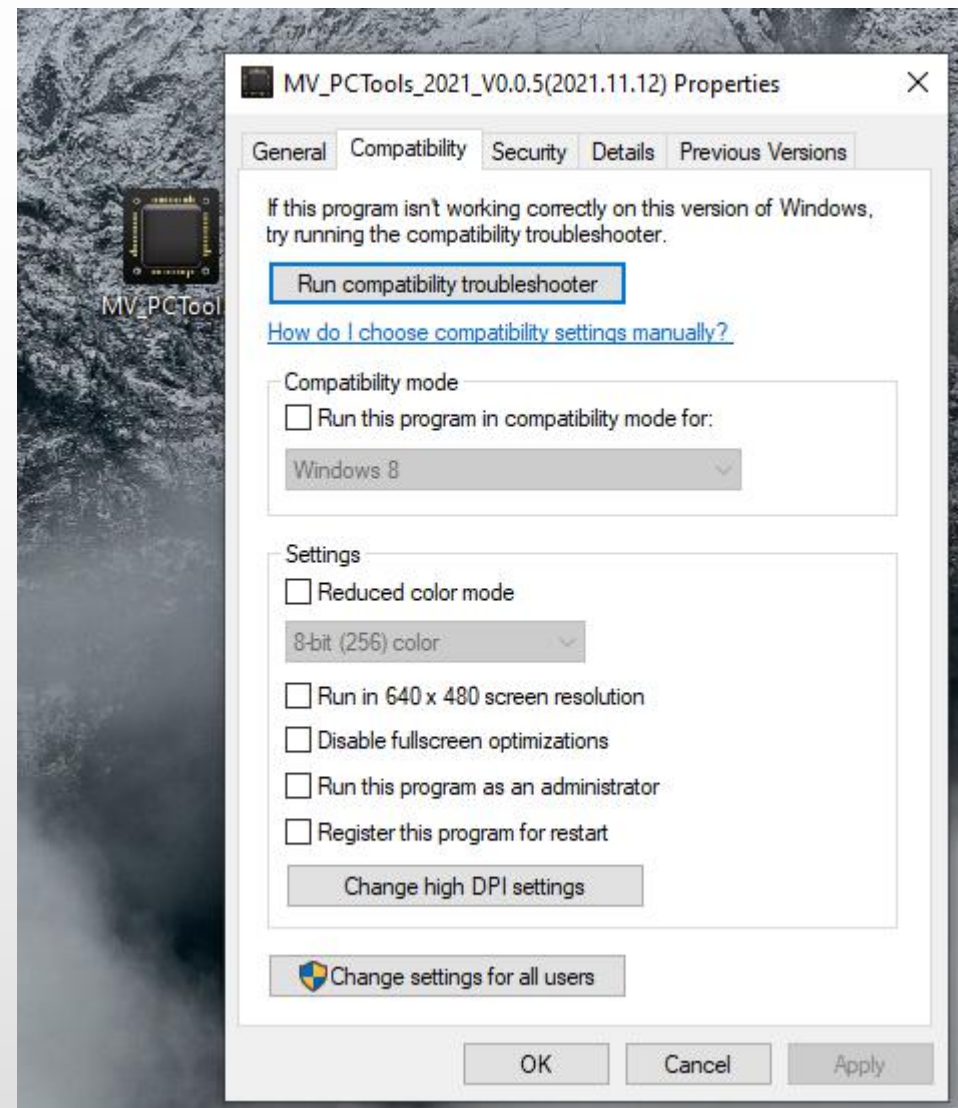 MV_PCTools_2021_V0.0.5(2021.11.12) Properties
General Compatibility Security Details Previous Versions
If this program isn't working correctly on this version of Windows,
try running the compatibility troubleshooter.
Run compatibility troubleshooter
MV_PCTool
How do I choose compatibility settings manually?
Compatibility mode
Run this program in compatibility mode for:
Windows 8
Settings
Reduced color mode
8-bit (256) color
Run in 640 x 480 screen resolution
Disable fullscreen optimizations
Run this program as an administrator
Register this program for restart
Change high DPI settings
Change settings for all users
OK Cancel Apply